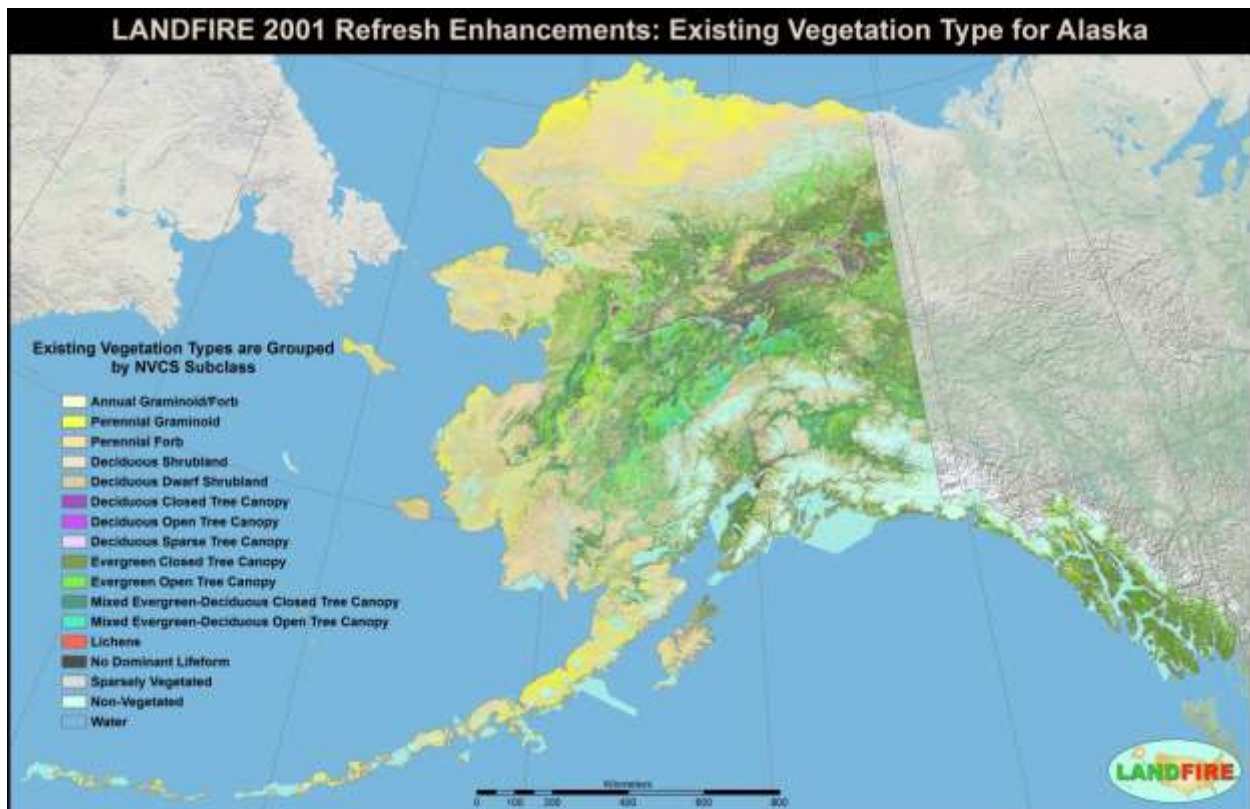 LANDFIRE 2001 Refresh Enhancements: Existing Vegetation Type for Alaska
Existing Vegetation Types are Grouped
by NVCS Subclass
Annual Graminoid/Forb
Perennial Graminoid
Perennial Forb
Deciduous Shrubland
Deciduous Dwarf Shrubland
Deciduous Closed Tree Canopy
Deciduous Open Tree Canopy
Deciduous Sparse Tree Canopy
Evergreen Closed Tree Canopy
Evergreen Open Tree Canopy
Mixed Evergreen-Deciduous Closed Tree Canopy
Mixed Evergreen-Deciduous Open Tree Canopy
Lichens
No Dominant Lifeform
Sparsely Vegetated
Non-Vegetated
Water
Kilometers
0 50 100 200 400 600 800
LANDFIRE